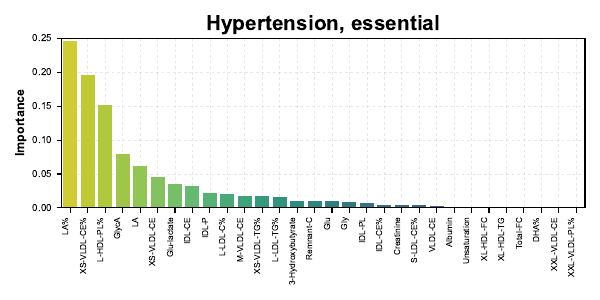 Hypertension, essential
Importance
0.25
0.20
0.15
0.10
0.05
0.00
LA%
XS-VLDL-CE%
L-HDL-PL%
GlycA
LA
XS-VLDL-CE
Glu-lactate
IDL-CE
IDL-P
L-LDL-C%
M-VLDL-CE
XS-VLDL-TG%
L-LDL-TG%
3-Hydroxybutyrate
Remnant-C
Glu
Gly
IDL-PL
IDL-CE%
Creatinine
S-LDL-CE%
VLDL-CE
Albumin
Unsaturation
XL-HDL-FC
XL-HDL-TG
Total-FC
DHA%
XXL-VLDL-CE
XXL-VLDL-PL%